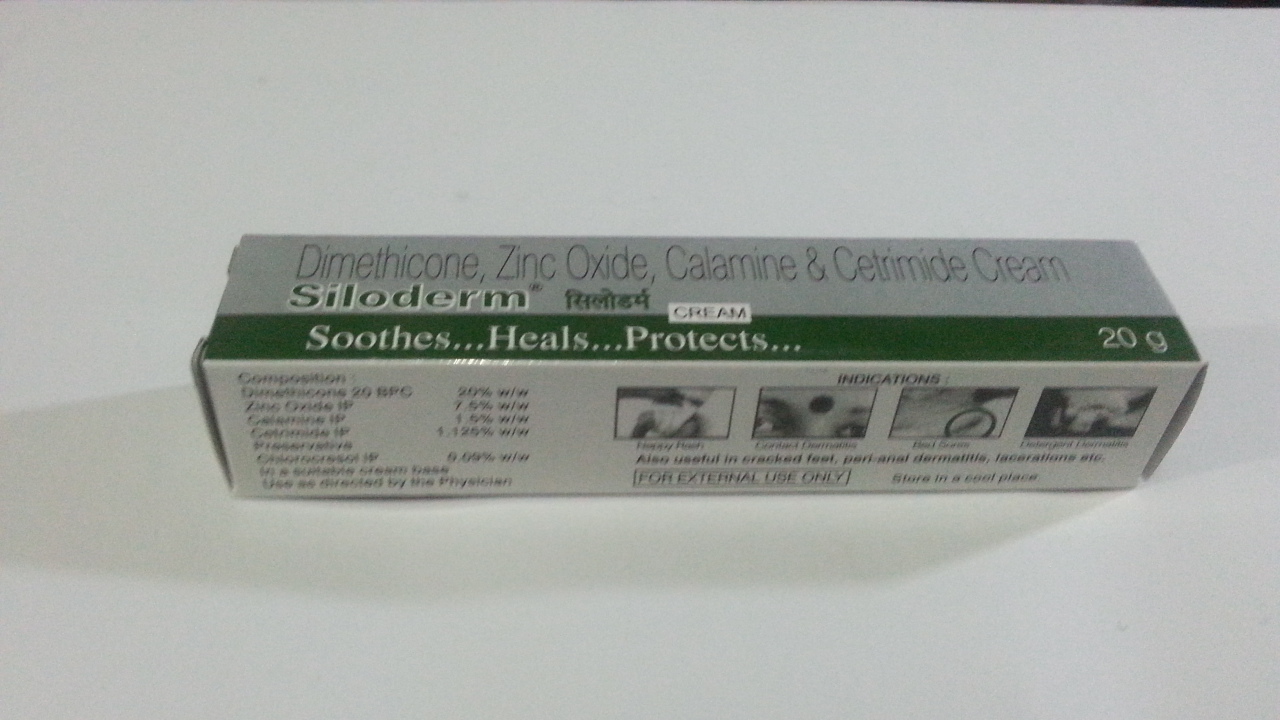 Dimethicone, Zinc Oxide, Calamine & Cetrimide Cream
Siloderm® सिलोडर्म CREAM
Soothes...Heals...Protects... 20 g
Composition :
Dimethicone 20 BPC 20% w/w
Zinc Oxide IP 7.5% w/w
Calamine IP 1.5% w/w
Cetrimide IP 1.125% w/w
Preservative
Chlorocresol IP 0.09% w/w
In a suitable cream base
Use as directed by the Physician
INDICATIONS :
Nappy Rash Contact Dermatitis Bed Sores Detergent Dermatitis
Also useful in cracked feet, peri-anal dermatitis, lacerations etc.
FOR EXTERNAL USE ONLY Store in a cool place